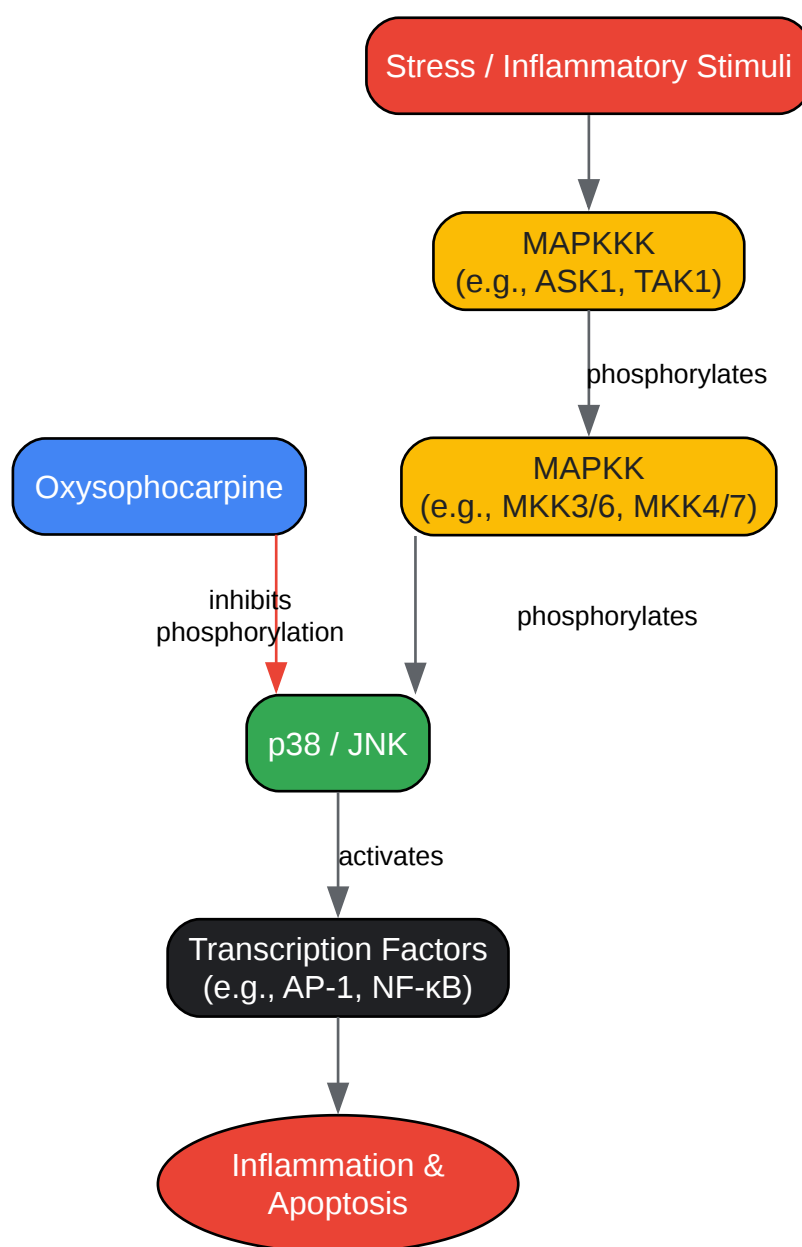 Stress / Inflammatory Stimuli
MAPKKK
(e.g., ASK1, TAK1)
phosphorylates
Oxysophocarpine
MAPKK
(e.g., MKK3/6, MKK4/7)
inhibits
phosphorylation
phosphorylates
p38 / JNK
activates
Transcription Factors
(e.g., AP-1, NF-κB)
Inflammation &
Apoptosis